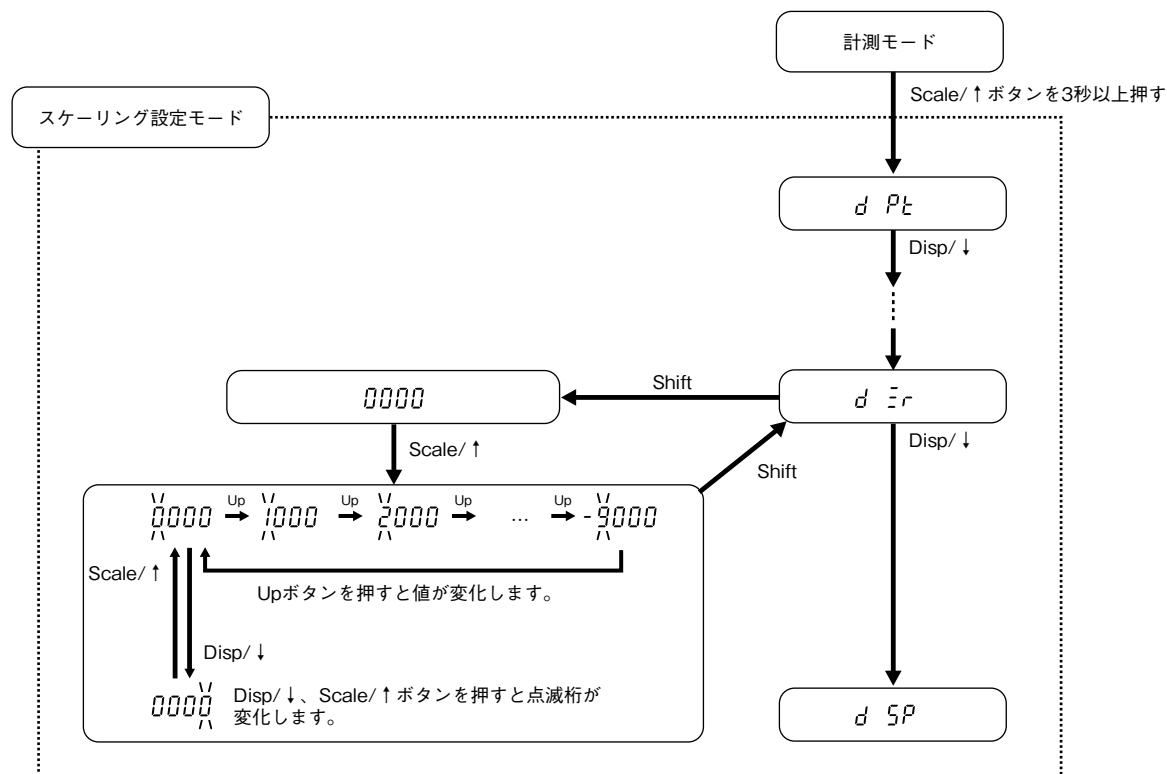 計測モード
Scale/↑ボタンを3秒以上押す
スケーリング設定モード
d Pt
Disp/↓
0000
Shift
d Ξr
Scale/↑
Disp/↓
Shift
0000 Up 1000 Up 2000 Up ... Up -9000
Scale/↑
Upボタンを押すと値が変化します。
Disp/↓
0000
Disp/↓、Scale/↑ボタンを押すと点滅桁が
変化します。
d SP